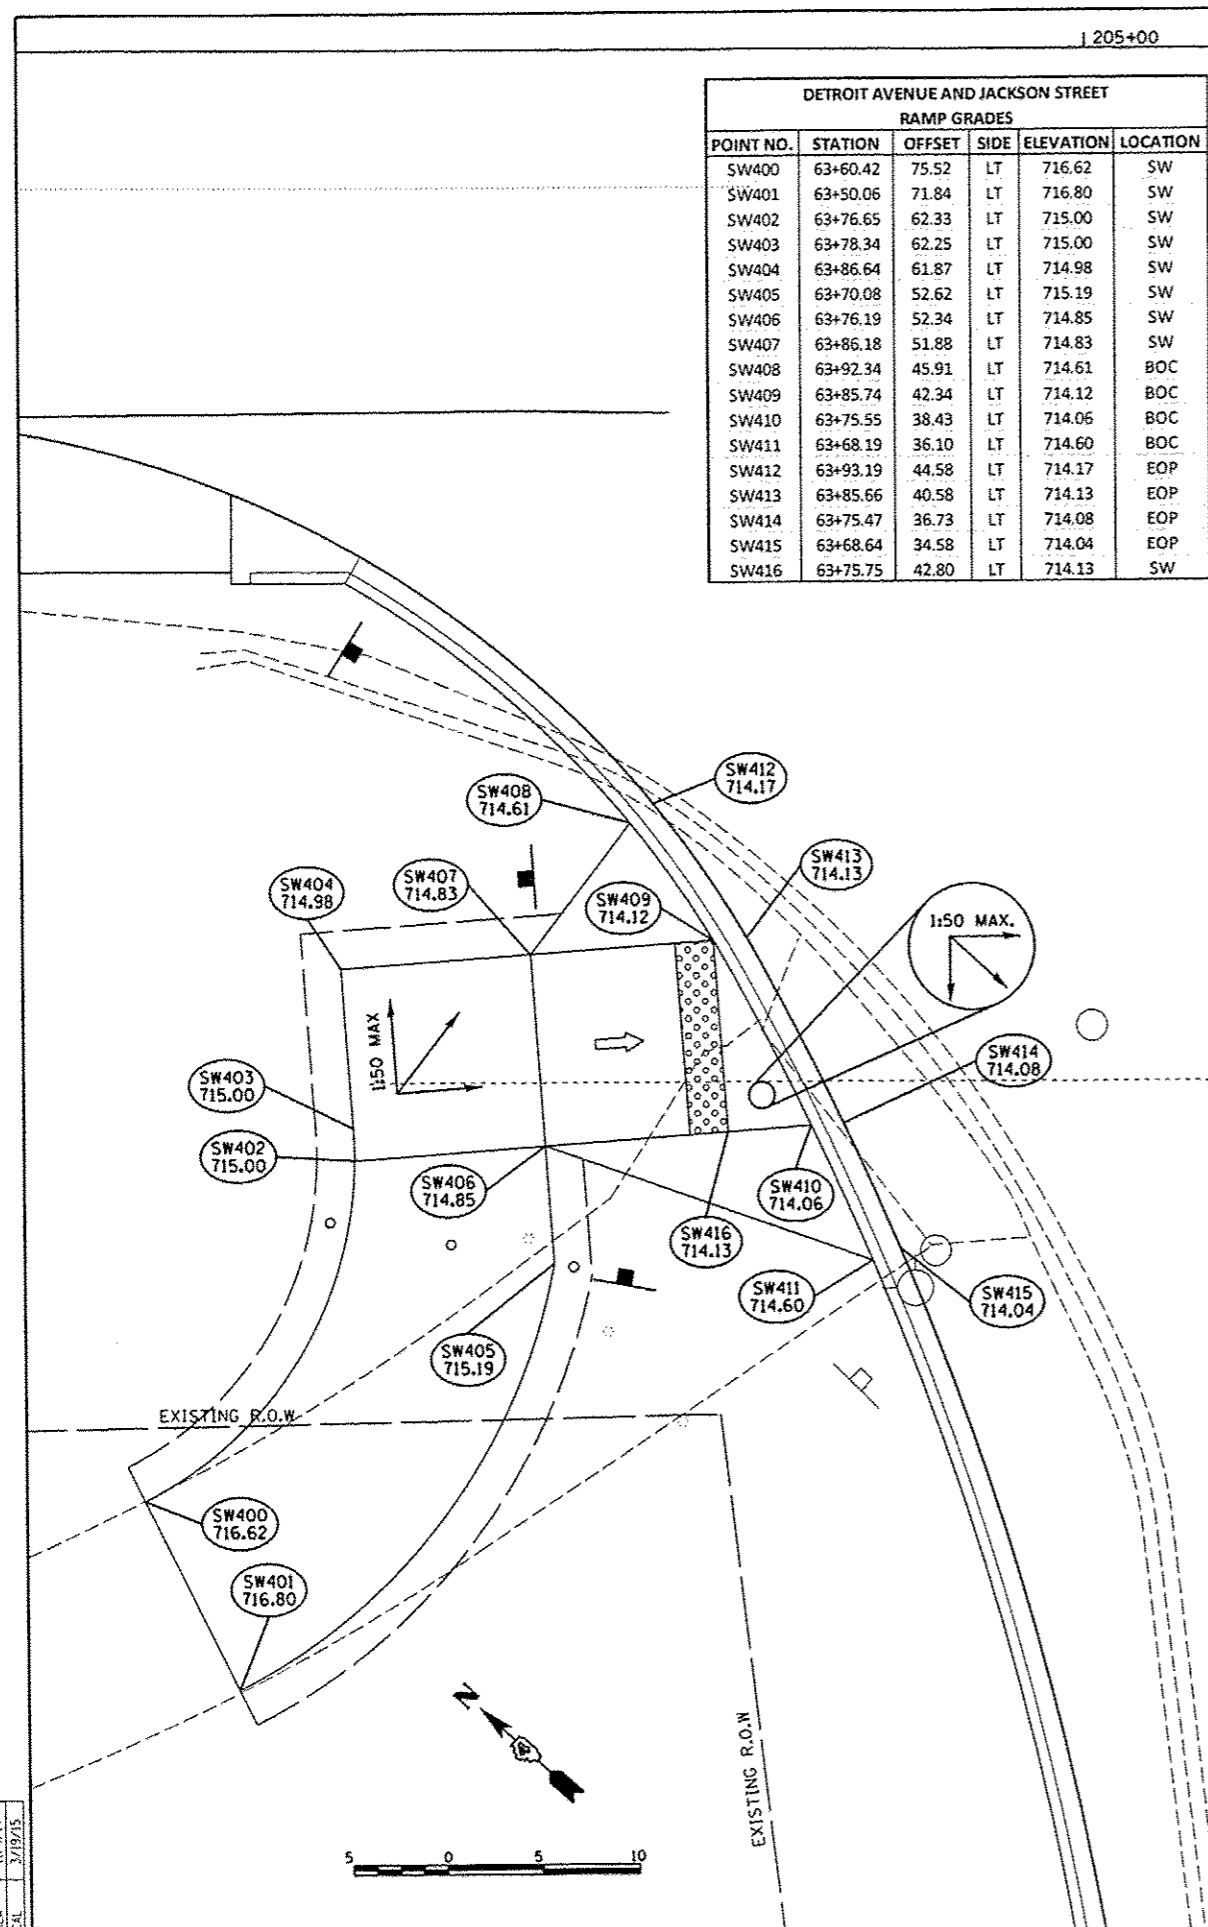 205+00
DETROIT AVENUE AND JACKSON STREET
RAMP GRADES
POINT NO. STATION OFFSET SIDE ELEVATION LOCATION
SW400 63+60.42 75.52 LT 716.62 SW
SW401 63+50.06 71.84 LT 716.80 SW
SW402 63+76.65 62.33 LT 715.00 SW
SW403 63+78.34 62.25 LT 715.00 SW
SW404 63+86.64 61.87 LT 714.98 SW
SW405 63+70.08 52.62 LT 715.19 SW
SW406 63+76.19 52.34 LT 714.85 SW
SW407 63+86.18 51.88 LT 714.83 SW
SW408 63+92.34 45.91 LT 714.61 BOC
SW409 63+85.74 42.34 LT 714.12 BOC
SW410 63+75.55 38.43 LT 714.06 BOC
SW411 63+68.19 36.10 LT 714.60 BOC
SW412 63+93.19 44.58 LT 714.17 EOP
SW413 63+85.66 40.58 LT 714.13 EOP
SW414 63+75.47 36.73 LT 714.08 EOP
SW415 63+68.64 34.58 LT 714.04 EOP
SW416 63+75.75 42.80 LT 714.13 SW
SW412
714.17
SW408
714.61
SW413
714.13
SW407
714.83
SW404
714.98
SW409
714.12
1:50 MAX.
1:50 MAX
SW414
714.08
SW403
715.00
SW402
715.00
SW406
714.85
SW410
714.06
SW416
714.13
SW411
714.60
SW415
714.04
SW405
715.19
EXISTING R.O.W
SW400
716.62
SW401
716.80
N
EXISTING R.O.W
5 0 5 10
3/19/15